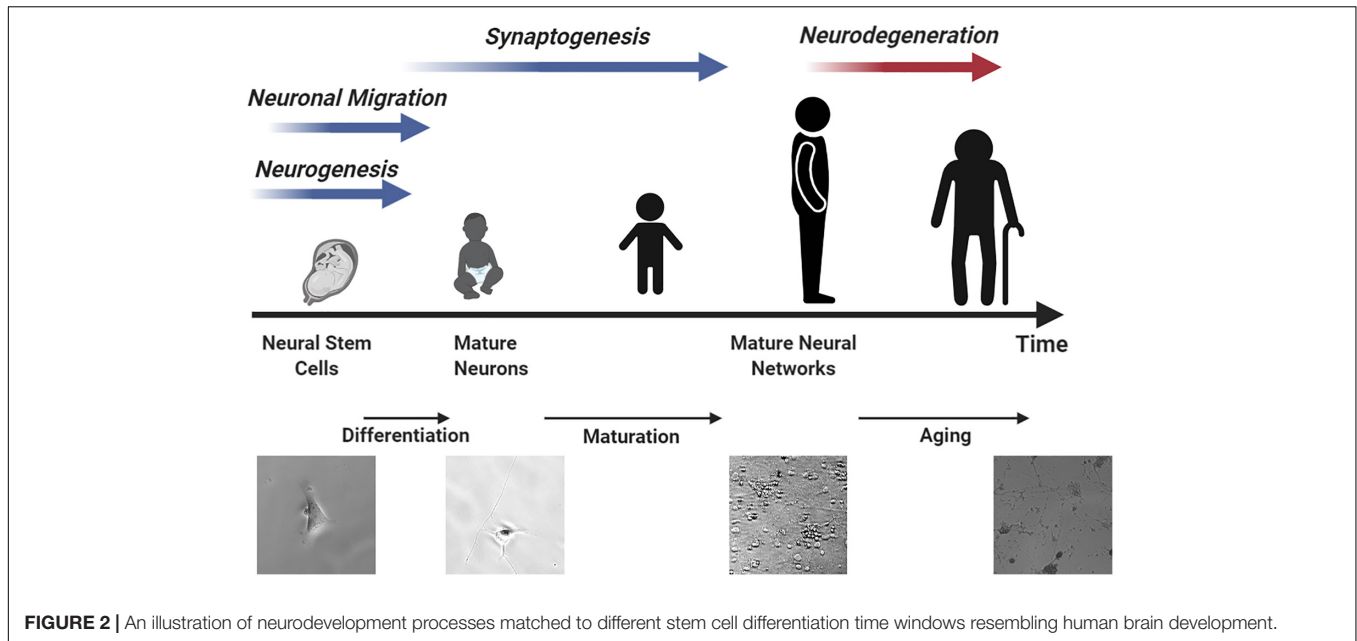 Synaptogenesis
Neurodegeneration
Neuronal Migration
Neurogenesis
Neural Stem
Cells
Mature
Neurons
Mature Neural
Networks
Time
Differentiation
Maturation
Aging
FIGURE 2 | An illustration of neurodevelopment processes matched to different stem cell differentiation time windows resembling human brain development.